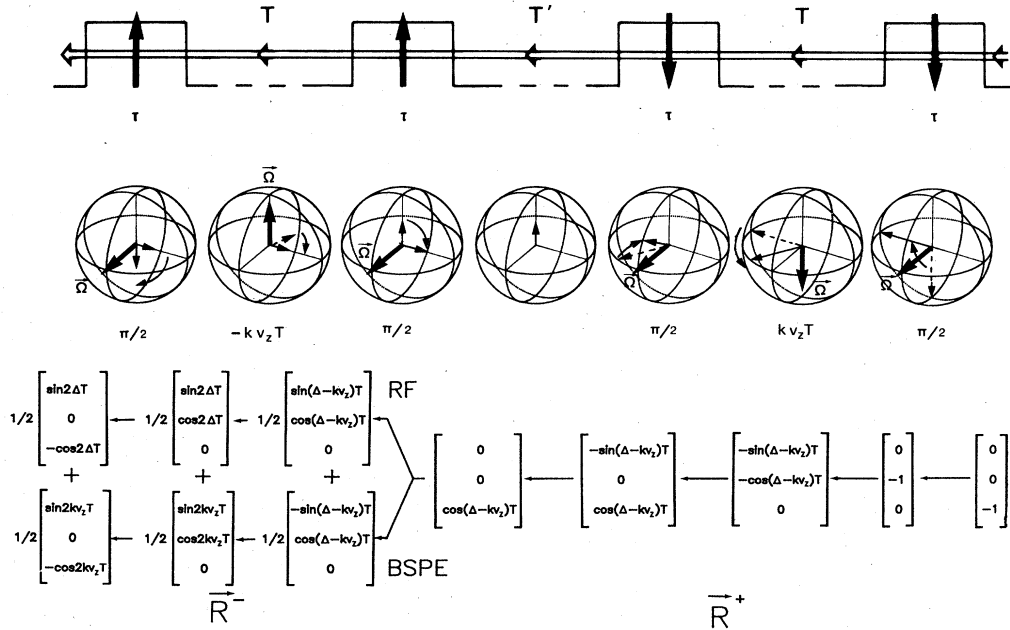 T T′ T
τ τ τ τ
Ω Ω Ω Ω Ω Ω
π/2 −k v_z T π/2 π/2 k v_z T π/2
1/2 [sin2ΔT 0 −cos2ΔT] ← 1/2 [sin2ΔT cos2ΔT 0] ← 1/2 [sin(Δ−kv_z)T cos(Δ−kv_z)T 0] RF
+ + +
[0 0 cos(Δ−kv_z)T] ← [−sin(Δ−kv_z)T 0 cos(Δ−kv_z)T] ← [−sin(Δ−kv_z)T −cos(Δ−kv_z)T 0] ← [0 −1 0] ← [0 0 −1]
1/2 [sin2kv_zT 0 −cos2kv_zT] ← 1/2 [sin2kv_zT cos2kv_zT 0] ← 1/2 [−sin(Δ−kv_z)T cos(Δ−kv_z)T 0] BSPE
R⁻ R⁺